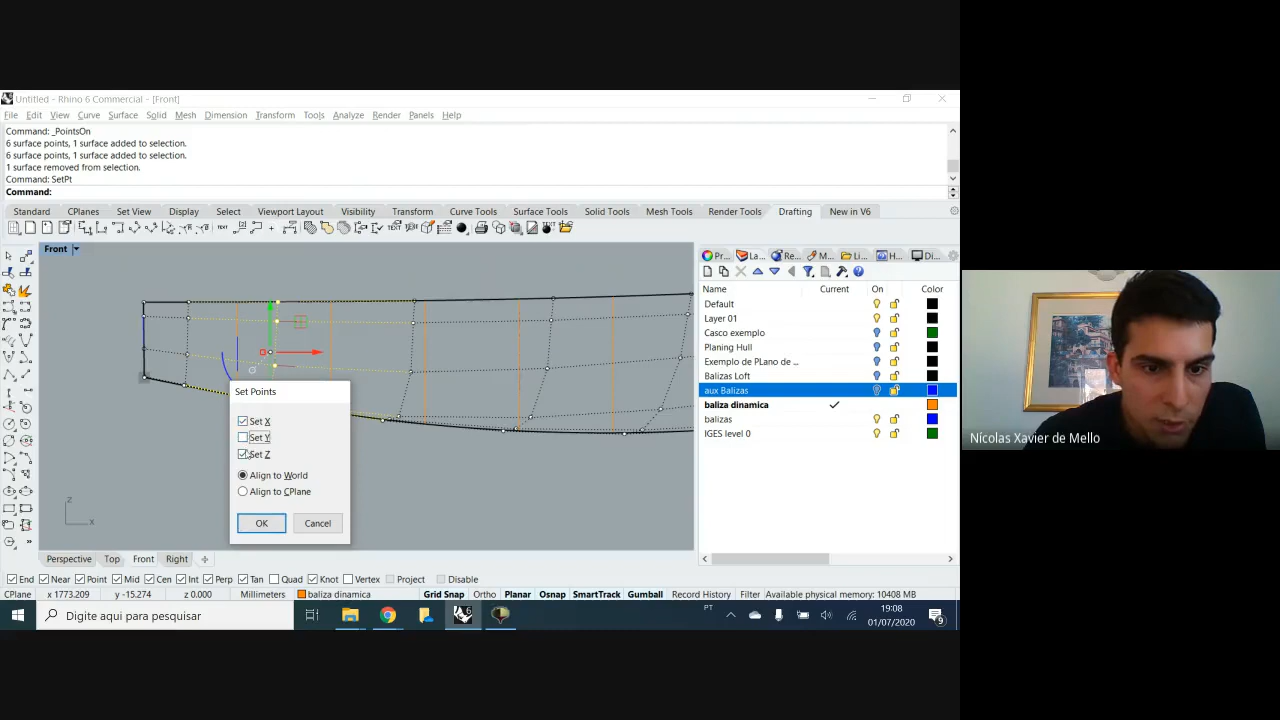 Untitled - Rhino 6 Commercial - [Front]
File Edit View Curve Surface Solid Mesh Dimension Transform Tools Analyze Render Panels Help
Command: _PointsOn
6 surface points, 1 surface added to selection.
6 surface points, 1 surface added to selection.
1 surface removed from selection.
Command: SetPt
Command:
Standard CPlanes Set View Display Select Viewport Layout Visibility Transform Curve Tools Surface Tools Solid Tools Mesh Tools Render Tools Drafting New in V6
Front
Pr... La... Re... M... Li... H... Di...
Name Current On Color
Default
Layer 01
Casco exemplo
Planing Hull
Exemplo de PLano de ...
Balizas Loft
aux Balizas
baliza dinamica
balizas
IGES level 0
Set Points
Set X
Set Y
Set Z
Align to World
Align to CPlane
OK Cancel
z
x
Perspective Top Front Right
End Near Point Mid Cen Int Perp Tan Quad Knot Vertex Project Disable
CPlane x 1773.209 y -15.274 z 0.000 Millimeters baliza dinamica Grid Snap Ortho Planar Osnap SmartTrack Gumball Record History Filter Available physical memory: 10408 MB
Digite aqui para pesquisar
PT
19:08
01/07/2020
9
Nícolas Xavier de Mello